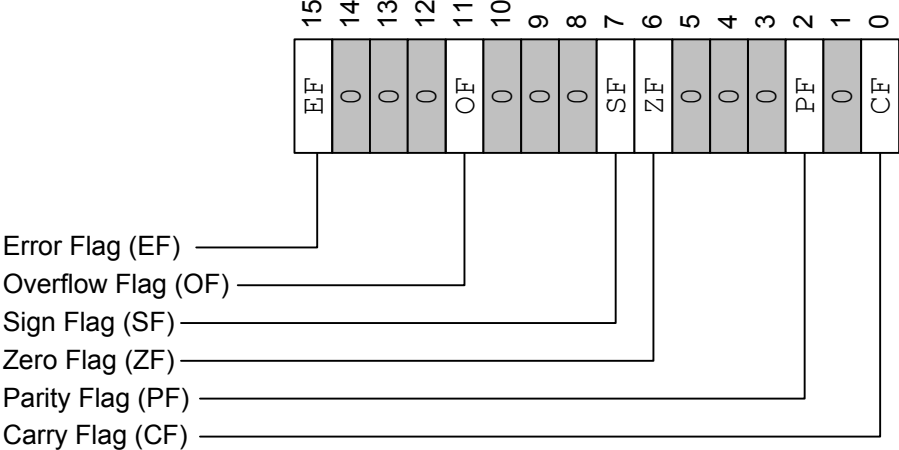 15 14 13 12 11 10 9 8 7 6 5 4 3 2 1 0
EF 0 0 0 OF 0 0 0 SF ZF 0 0 0 PF 0 CF
Error Flag (EF)
Overflow Flag (OF)
Sign Flag (SF)
Zero Flag (ZF)
Parity Flag (PF)
Carry Flag (CF)